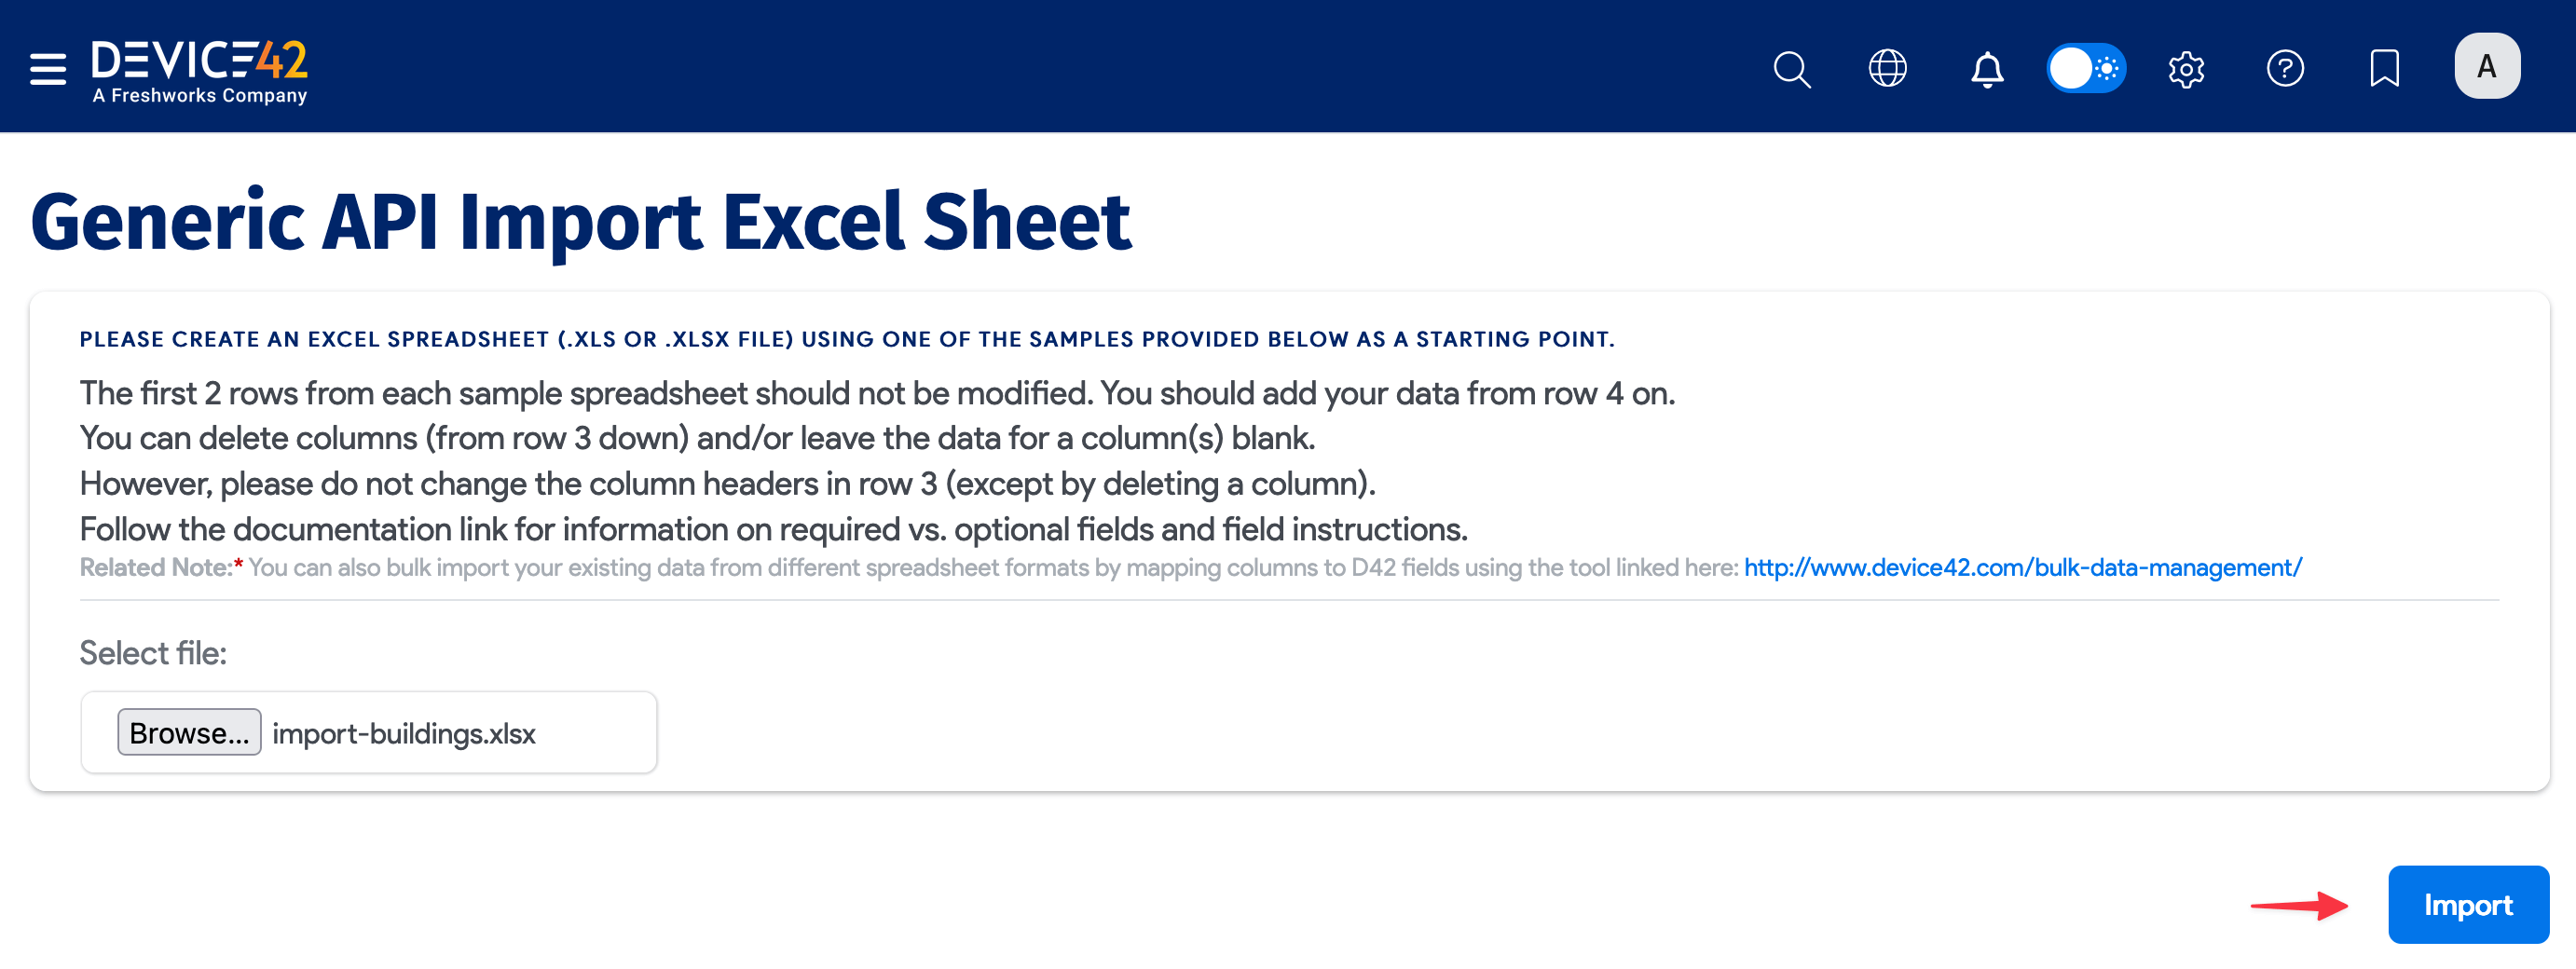 DEVICE42
A Freshworks Company
A
Generic API Import Excel Sheet
PLEASE CREATE AN EXCEL SPREADSHEET (.XLS OR .XLSX FILE) USING ONE OF THE SAMPLES PROVIDED BELOW AS A STARTING POINT.
The first 2 rows from each sample spreadsheet should not be modified. You should add your data from row 4 on.
You can delete columns (from row 3 down) and/or leave the data for a column(s) blank.
However, please do not change the column headers in row 3 (except by deleting a column).
Follow the documentation link for information on required vs. optional fields and field instructions.
Related Note:* You can also bulk import your existing data from different spreadsheet formats by mapping columns to D42 fields using the tool linked here: http://www.device42.com/bulk-data-management/
Select file:
Browse... import-buildings.xlsx
Import